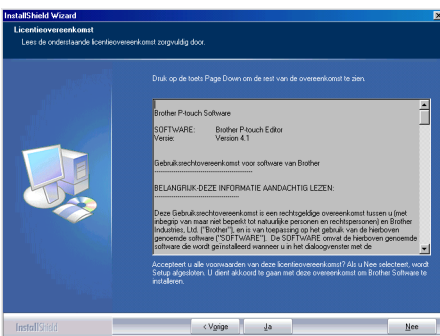 InstallShield Wizard
Licentieovereenkomst
Lees de onderstaande licentieovereenkomst zorgvuldig door.
Druk op de toets Page Down om de rest van de overeenkomst te zien.
Brother P-touch Software
SOFTWARE: Brother P-touch Editor
Versie: Version 4.1
Gebruiksrechtovereenkomst voor software van Brother
------------------------------------------------
BELANGRIJK-DEZE INFORMATIE AANDACHTIG LEZEN:
------------------------------------------------
Deze Gebruiksrechtovereenkomst is een rechtsgeldige overeenkomst tussen u (met
inbegrip van maar niet beperkt tot natuurlijke personen en rechtspersonen) en Brother
Industries, Ltd. ("Brother"), en is van toepassing op het gebruik van de hierboven
genoemde software ("SOFTWARE"). De SOFTWARE omvat de hierboven genoemde
software die wordt geïnstalleerd wanneer u in het dialoogvenster met de
Accepteert u alle voorwaarden van deze licentieovereenkomst? Als u Nee selecteert, wordt
Setup afgesloten. U dient akkoord te gaan met deze overeenkomst om Brother Software te
installeren.
InstallShield
< Vorige
Ja
Nee